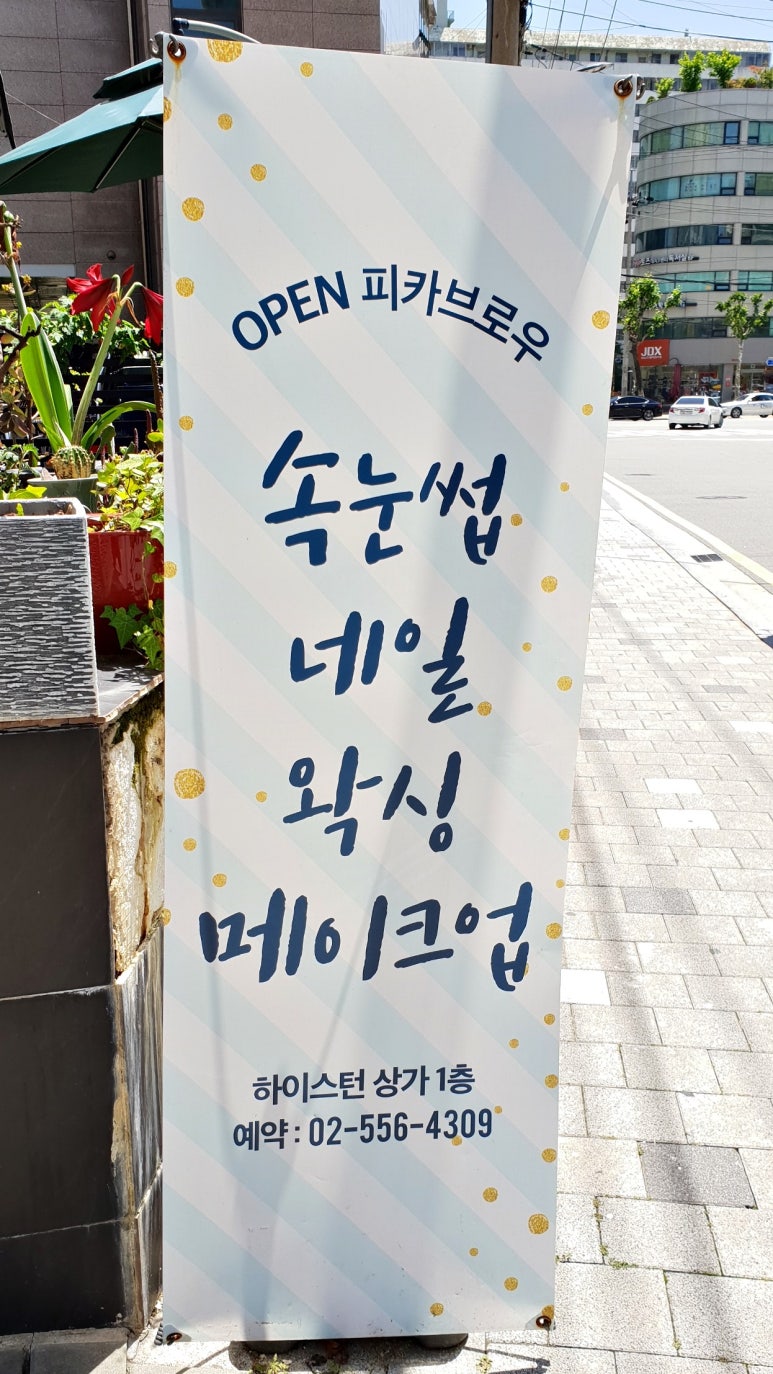 OPEN 피카브로우
속눈썹
네일
왁싱
메이크업
하이스턴 상가 1층
예약 : 02-556-4309
JDX